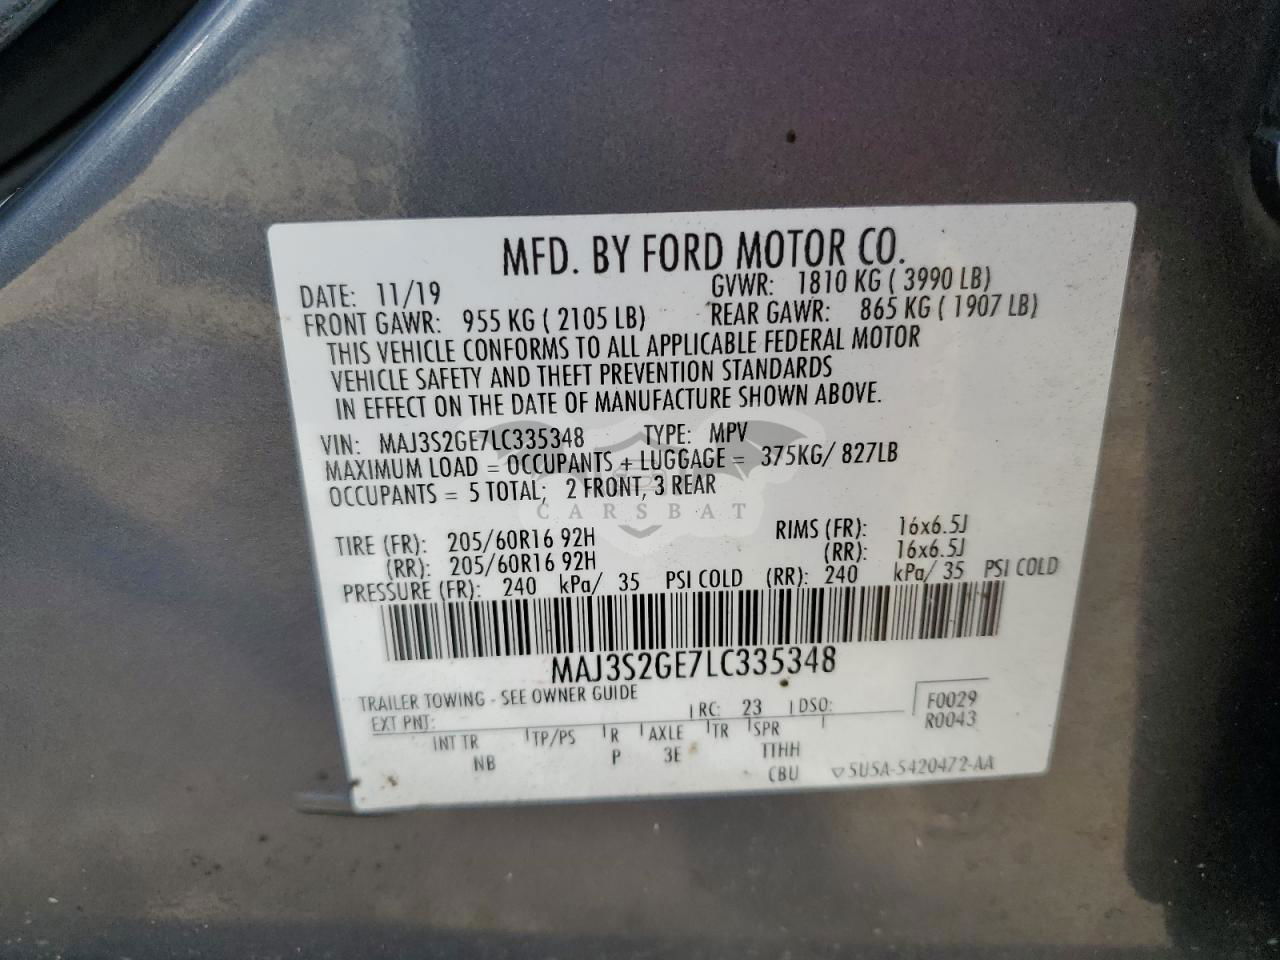 MFD. BY FORD MOTOR CO.
DATE: 11/19 GVWR: 1810 KG ( 3990 LB)
FRONT GAWR: 955 KG ( 2105 LB) REAR GAWR: 865 KG ( 1907 LB)
THIS VEHICLE CONFORMS TO ALL APPLICABLE FEDERAL MOTOR
VEHICLE SAFETY AND THEFT PREVENTION STANDARDS
IN EFFECT ON THE DATE OF MANUFACTURE SHOWN ABOVE.
VIN: MAJ3S2GE7LC335348 TYPE: MPV
MAXIMUM LOAD = OCCUPANTS + LUGGAGE = 375KG/ 827LB
OCCUPANTS = 5 TOTAL; 2 FRONT, 3 REAR
CARSBAT
TIRE (FR): 205/60R16 92H RIMS (FR): 16x6.5J
(RR): 205/60R16 92H (RR): 16x6.5J
PRESSURE (FR): 240 kPa/ 35 PSI COLD (RR): 240 kPa/ 35 PSI COLD
MAJ3S2GE7LC335348
TRAILER TOWING - SEE OWNER GUIDE
EXT PNT: RC: 23 DSO: F0029
R0043
INT TR TP/PS R AXLE TR SPR
NB P 3E TTHH
CBU 5USA-5420472-AA